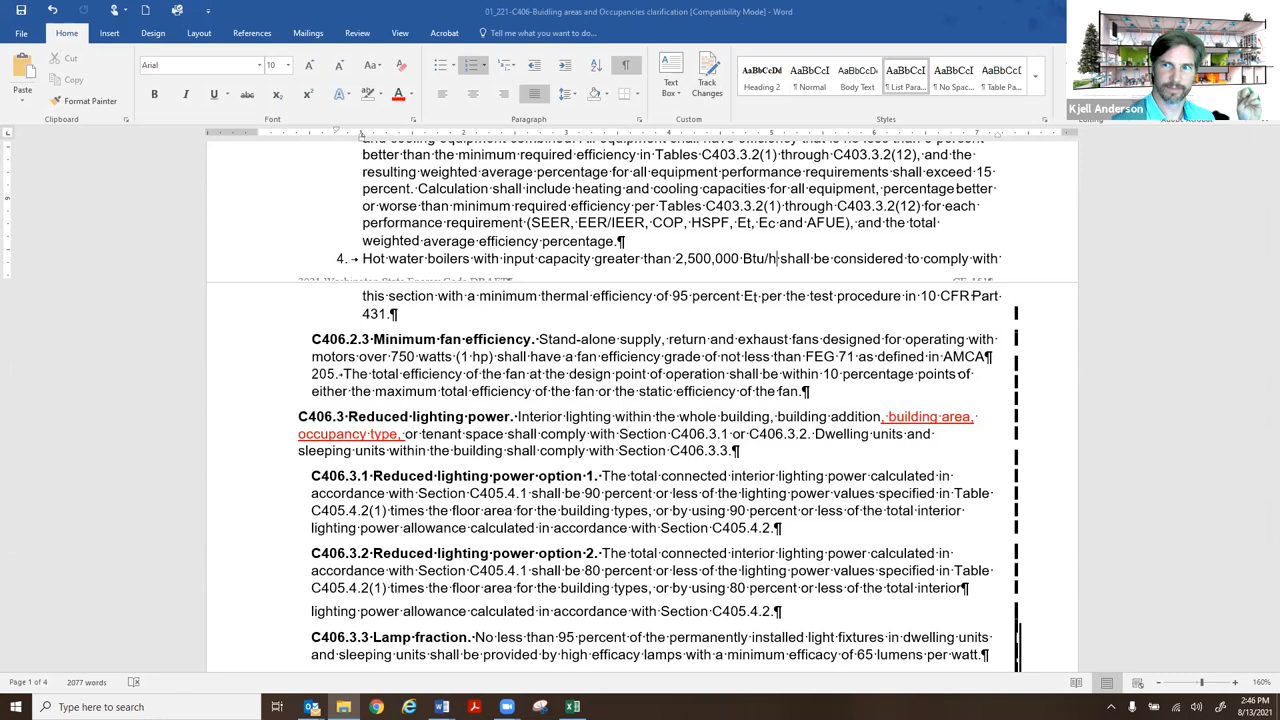 01_221-C406-Buidling areas and Occupancies clarification [Compatibility Mode] - Word
File Home Insert Design Layout References Mailings Review View Acrobat Tell me what you want to do...
Paste
Cut
Copy
Format Painter
Clipboard
Arial 10
B I U
Font
Paragraph
Text Box
Track Changes
Custom
AaBbCcDd AaBbCcI AaBbCcDc AaBbCcI AaBbCcI AaBbCcI
Heading 2 ¶ Normal Body Text ¶ List Para... ¶ No Spac... ¶ Table Pa...
Styles
Kjell Anderson
Editing
1 2 3 4 5 6 7
better than the minimum required efficiency in Tables C403.3.2(1) through C403.3.2(12), and the
resulting weighted average percentage for all equipment performance requirements shall exceed 15
percent. Calculation shall include heating and cooling capacities for all equipment, percentage better
or worse than minimum required efficiency per Tables C403.3.2(1) through C403.3.2(12) for each
performance requirement (SEER, EER/IEER, COP, HSPF, Et, Ec and AFUE), and the total
weighted average efficiency percentage.¶
4. Hot water boilers with input capacity greater than 2,500,000 Btu/h shall be considered to comply with
this section with a minimum thermal efficiency of 95 percent Et per the test procedure in 10 CFR Part
431.¶
C406.2.3 Minimum fan efficiency. Stand-alone supply, return and exhaust fans designed for operating with
motors over 750 watts (1 hp) shall have a fan efficiency grade of not less than FEG 71 as defined in AMCA¶
205. The total efficiency of the fan at the design point of operation shall be within 10 percentage points of
either the maximum total efficiency of the fan or the static efficiency of the fan.¶
C406.3 Reduced lighting power. Interior lighting within the whole building, building addition, building area,
occupancy type, or tenant space shall comply with Section C406.3.1 or C406.3.2. Dwelling units and
sleeping units within the building shall comply with Section C406.3.3.¶
C406.3.1 Reduced lighting power option 1. The total connected interior lighting power calculated in
accordance with Section C405.4.1 shall be 90 percent or less of the lighting power values specified in Table
C405.4.2(1) times the floor area for the building types, or by using 90 percent or less of the total interior
lighting power allowance calculated in accordance with Section C405.4.2.¶
C406.3.2 Reduced lighting power option 2. The total connected interior lighting power calculated in
accordance with Section C405.4.1 shall be 80 percent or less of the lighting power values specified in Table
C405.4.2(1) times the floor area for the building types, or by using 80 percent or less of the total interior¶
lighting power allowance calculated in accordance with Section C405.4.2.¶
C406.3.3 Lamp fraction. No less than 95 percent of the permanently installed light fixtures in dwelling units
and sleeping units shall be provided by high efficacy lamps with a minimum efficacy of 65 lumens per watt.¶
Page 1 of 4 2077 words 160%
Type here to search
12:46 PM
8/13/2021